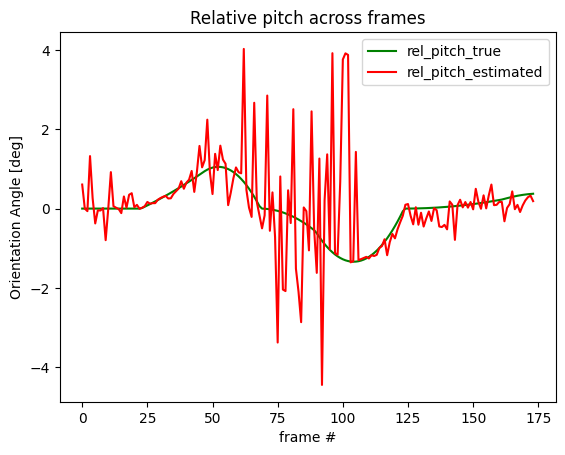 Relative pitch across frames
rel_pitch_true
rel_pitch_estimated
Orientation Angle [deg]
4
2
0
−2
−4
0 25 50 75 100 125 150 175
frame #